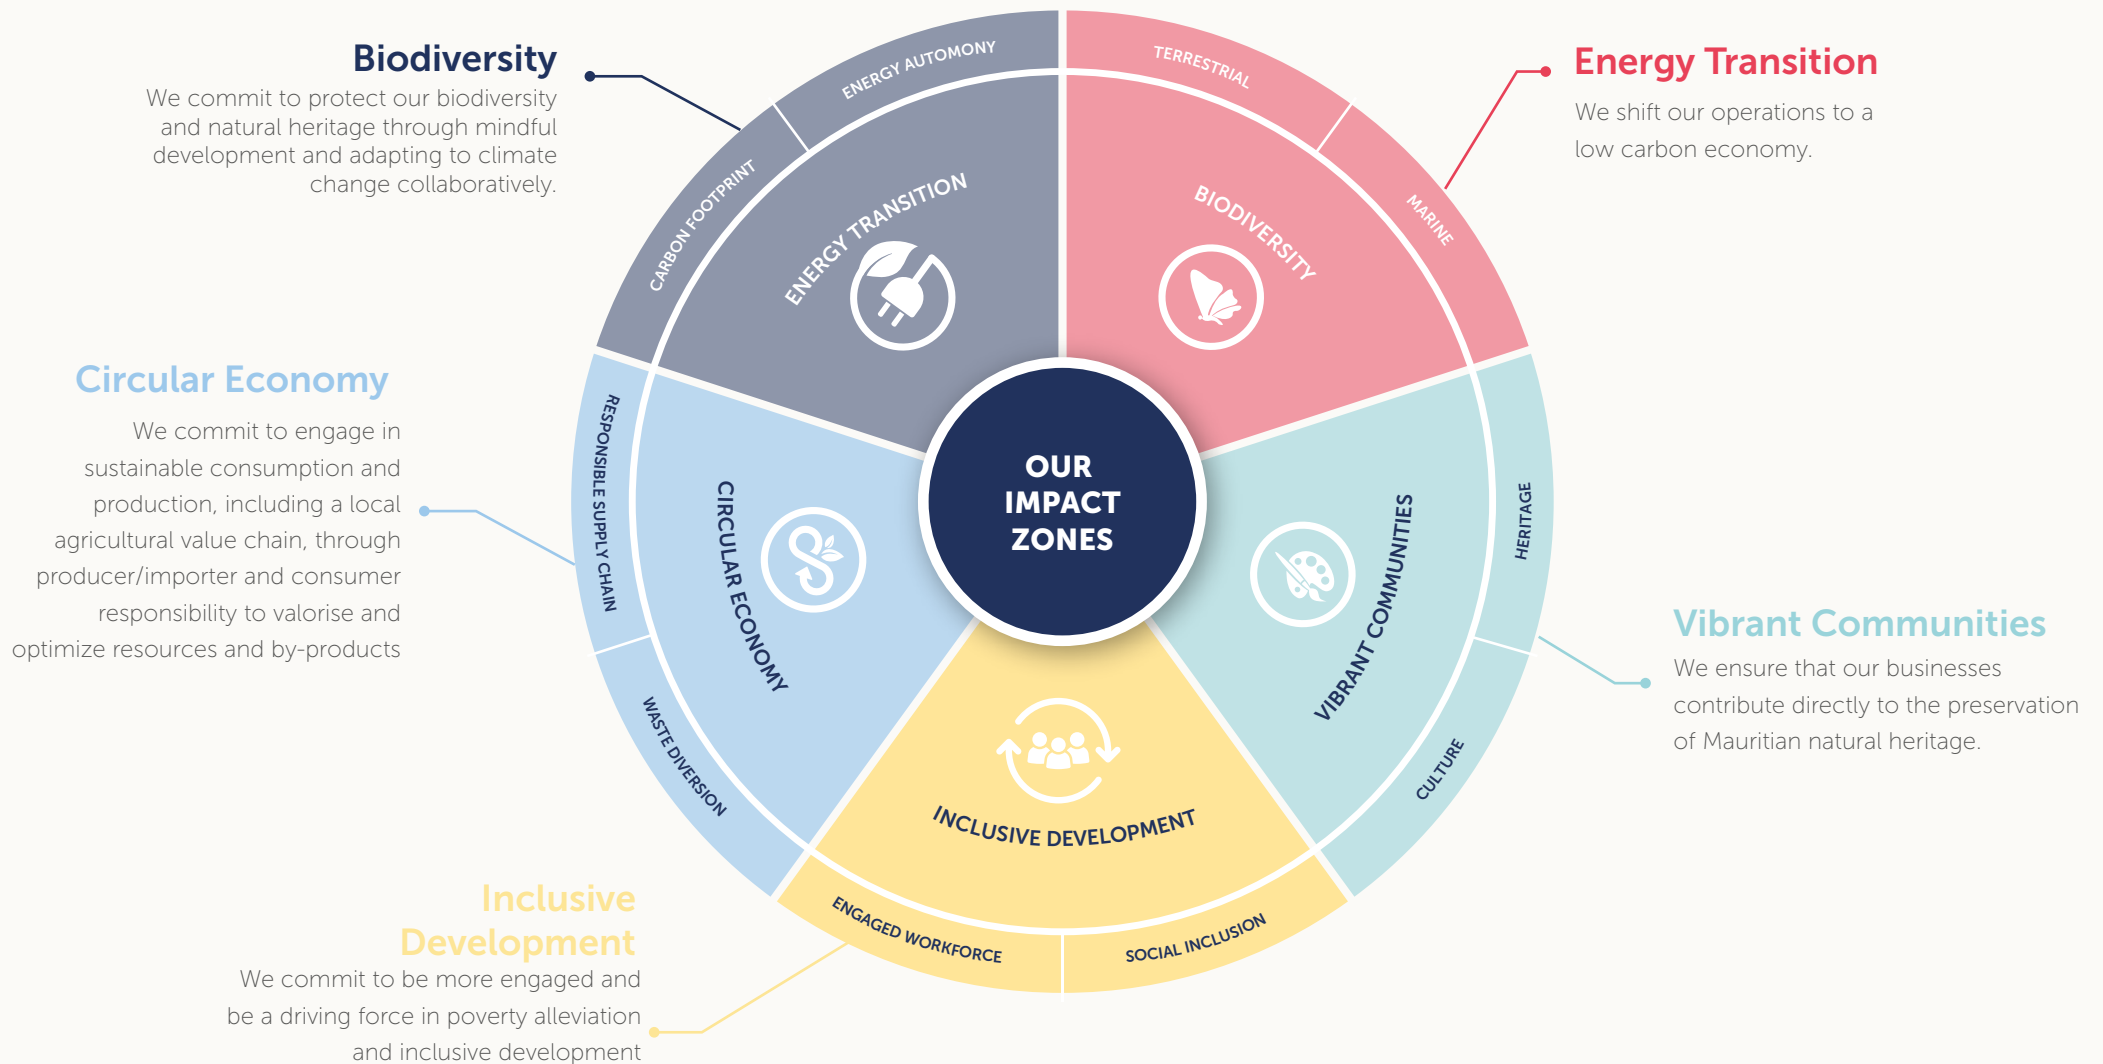 Biodiversity
We commit to protect our biodiversity
and natural heritage through mindful
development and adapting to climate
change collaboratively.
Energy Transition
We shift our operations to a
low carbon economy.
Circular Economy
We commit to engage in
sustainable consumption and
production, including a local
agricultural value chain, through
producer/importer and consumer
responsibility to valorise and
optimize resources and by-products
Vibrant Communities
We ensure that our businesses
contribute directly to the preservation
of Mauritian natural heritage.
Inclusive
Development
We commit to be more engaged and
be a driving force in poverty alleviation
and inclusive development
OUR
IMPACT
ZONES
ENERGY TRANSITION
CARBON FOOTPRINT
ENERGY AUTOMONY
BIODIVERSITY
TERRESTRIAL
MARINE
VIBRANT COMMUNITIES
HERITAGE
CULTURE
INCLUSIVE DEVELOPMENT
ENGAGED WORKFORCE
SOCIAL INCLUSION
CIRCULAR ECONOMY
RESPONSIBLE SUPPLY CHAIN
WASTE DIVERSION